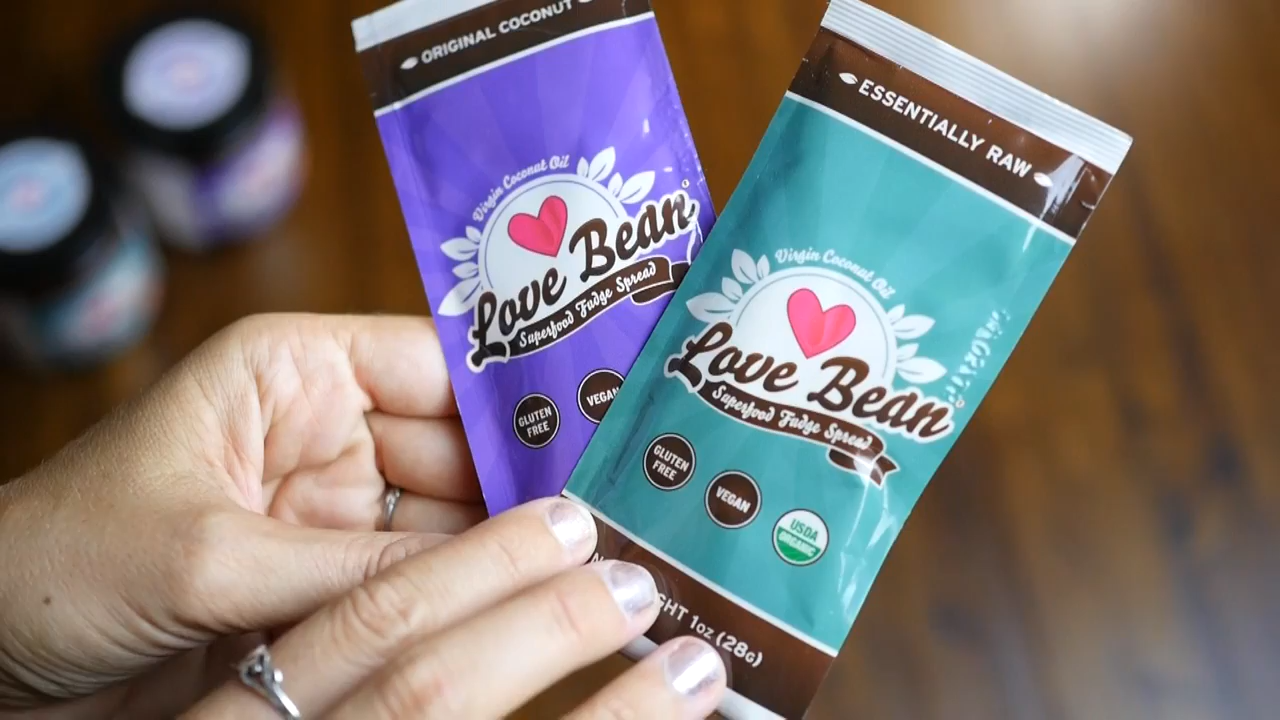 ORIGINAL COCONUT
Virgin Coconut Oil
Love Bean
Superfood Fudge Spread
GLUTEN
FREE
VEGAN
ESSENTIALLY RAW
Virgin Coconut Oil
Love Bean
Superfood Fudge Spread
GLUTEN
FREE
VEGAN
USDA
ORGANIC
1oz (28G)